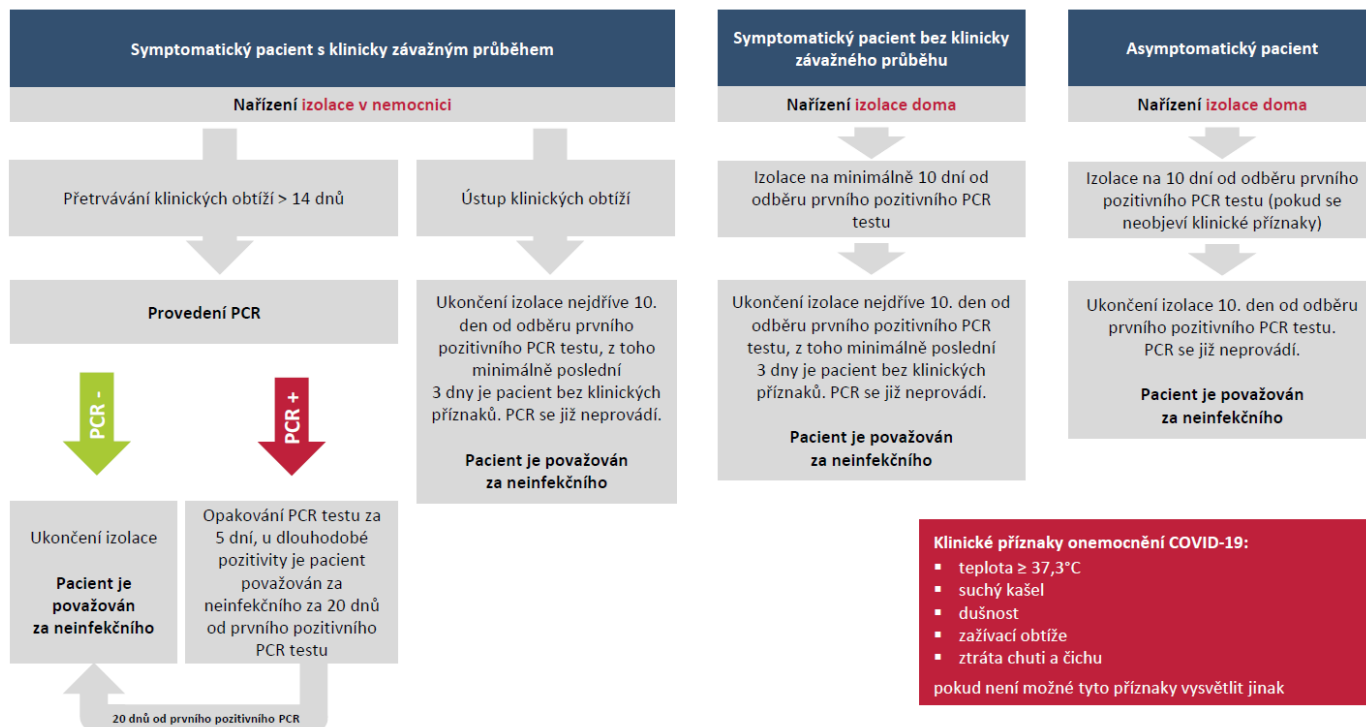 Symptomatický pacient s klinicky závažným průběhem
Nařízení izolace v nemocnici
Přetrvávání klinických obtíží > 14 dnů
Provedení PCR
PCR -
PCR +
Ukončení izolace
Pacient je
považován
za neinfekčního
Opakování PCR testu za
5 dní, u dlouhodobé
pozitivity je pacient
považován za
neinfekčního za 20 dnů
od prvního pozitivního
PCR testu
20 dnů od prvního pozitivního PCR
Ústup klinických obtíží
Ukončení izolace nejdříve 10.
den od odběru prvního
pozitivního PCR testu, z toho
minimálně poslední
3 dny je pacient bez klinických
příznaků. PCR se již neprovádí.
Pacient je považován
za neinfekčního
Symptomatický pacient bez klinicky
závažného průběhu
Nařízení izolace doma
Izolace na minimálně 10 dní od
odběru prvního pozitivního PCR
testu
Ukončení izolace nejdříve 10. den od
odběru prvního pozitivního PCR
testu, z toho minimálně poslední
3 dny je pacient bez klinických
příznaků. PCR se již neprovádí.
Pacient je považován
za neinfekčního
Asymptomatický pacient
Nařízení izolace doma
Izolace na 10 dní od odběru prvního
pozitivního PCR testu (pokud se
neobjeví klinické příznaky)
Ukončení izolace 10. den od odběru
prvního pozitivního PCR testu.
PCR se již neprovádí.
Pacient je považován
za neinfekčního
Klinické příznaky onemocnění COVID-19:
▪ teplota ≥ 37,3°C
▪ suchý kašel
▪ dušnost
▪ zažívací obtíže
▪ ztráta chuti a čichu
pokud není možné tyto příznaky vysvětlit jinak